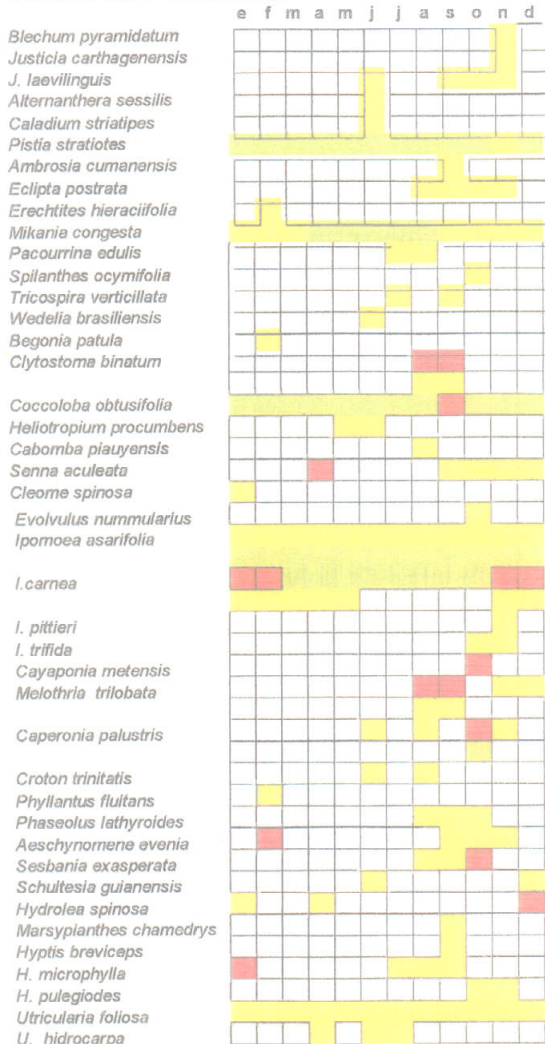 e f m a m j j a s o n d
Blechum pyramidatum
Justicia carthagenensis
J. laevilinguis
Alternanthera sessilis
Caladium striatipes
Pistia stratiotes
Ambrosia cumanensis
Eclipta postrata
Erechtites hieraciifolia
Mikania congesta
Pacourrina edulis
Spilanthes ocymifolia
Tricospira verticillata
Wedelia brasiliensis
Begonia patula
Clytostoma binatum
Coccoloba obtusifolia
Heliotropium procumbens
Cabomba piauyensis
Senna aculeata
Cleome spinosa
Evolvulus nummularius
Ipomoea asarifolia
I.carnea
I. pittieri
I. trifida
Cayaponia metensis
Melothria trilobata
Caperonia palustris
Croton trinitatis
Phyllantus fluitans
Phaseolus lathyroides
Aeschynomene evenia
Sesbania exasperata
Schultesia guianensis
Hydrolea spinosa
Marsypianthes chamedrys
Hyptis breviceps
H. microphylla
H. pulegiodes
Utricularia foliosa
U. hidrocarpa